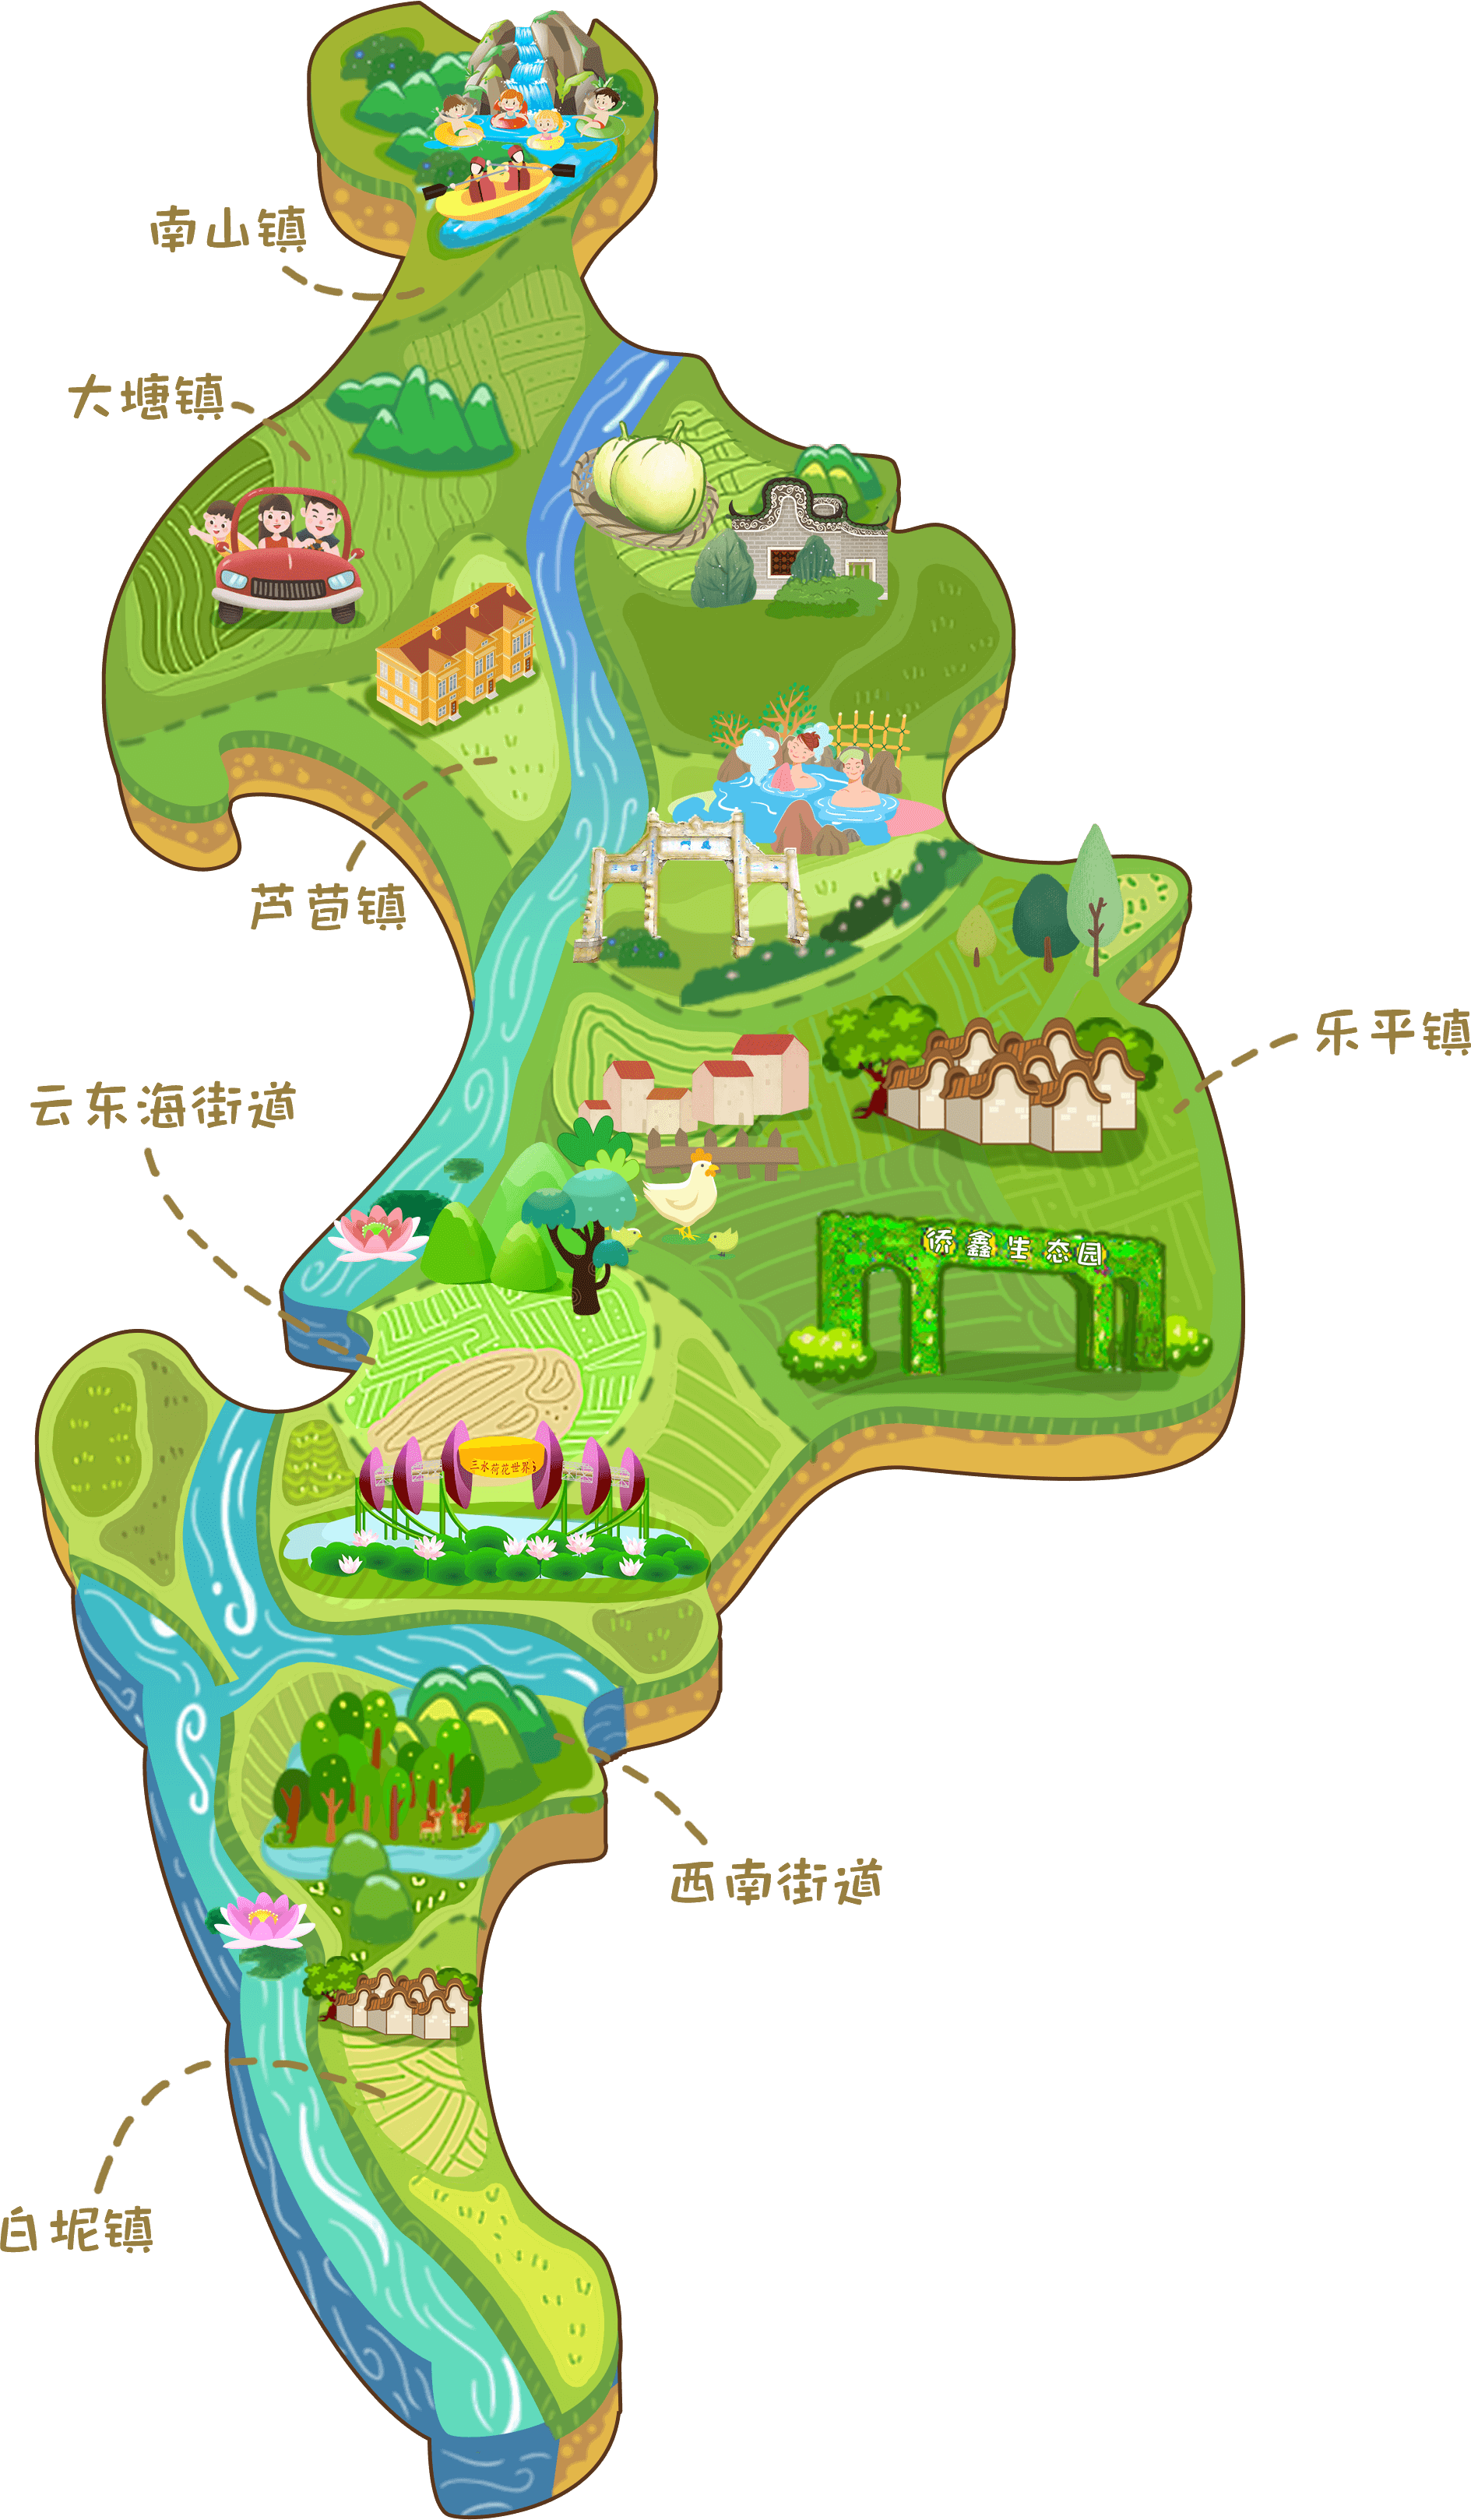 南山镇
大塘镇
芦苞镇
乐平镇
云东海街道
侨鑫生态园
三水荷花世界
西南街道
白坭镇